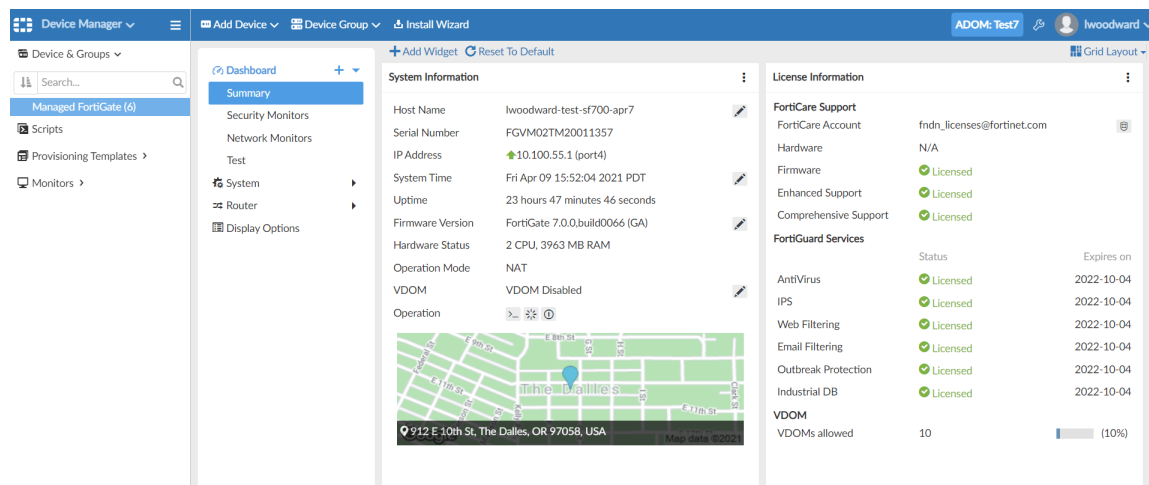 Device Manager
Add Device
Device Group
Install Wizard
ADOM: Test7
lwoodward
Device & Groups
Search...
Managed FortiGate (6)
Scripts
Provisioning Templates
Monitors
Dashboard
Summary
Security Monitors
Network Monitors
Test
System
Router
Display Options
Add Widget Reset To Default
Grid Layout
System Information
Host Name lwoodward-test-sf700-apr7
Serial Number FGVM02TM20011357
IP Address 10.100.55.1 (port4)
System Time Fri Apr 09 15:52:04 2021 PDT
Uptime 23 hours 47 minutes 46 seconds
Firmware Version FortiGate 7.0.0,build0066 (GA)
Hardware Status 2 CPU, 3963 MB RAM
Operation Mode NAT
VDOM VDOM Disabled
Operation
E 8th St
E 9th St
G St
H St
Federal St
E 11th St
The Dalles
I St
Clark St
E 11th St
912 E 10th St, The Dalles, OR 97058, USA
Google
Map data ©2021
License Information
FortiCare Support
FortiCare Account fndn_licenses@fortinet.com
Hardware N/A
Firmware Licensed
Enhanced Support Licensed
Comprehensive Support Licensed
FortiGuard Services
Status Expires on
AntiVirus Licensed 2022-10-04
IPS Licensed 2022-10-04
Web Filtering Licensed 2022-10-04
Email Filtering Licensed 2022-10-04
Outbreak Protection Licensed 2022-10-04
Industrial DB Licensed 2022-10-04
VDOM
VDOMs allowed 10 (10%)